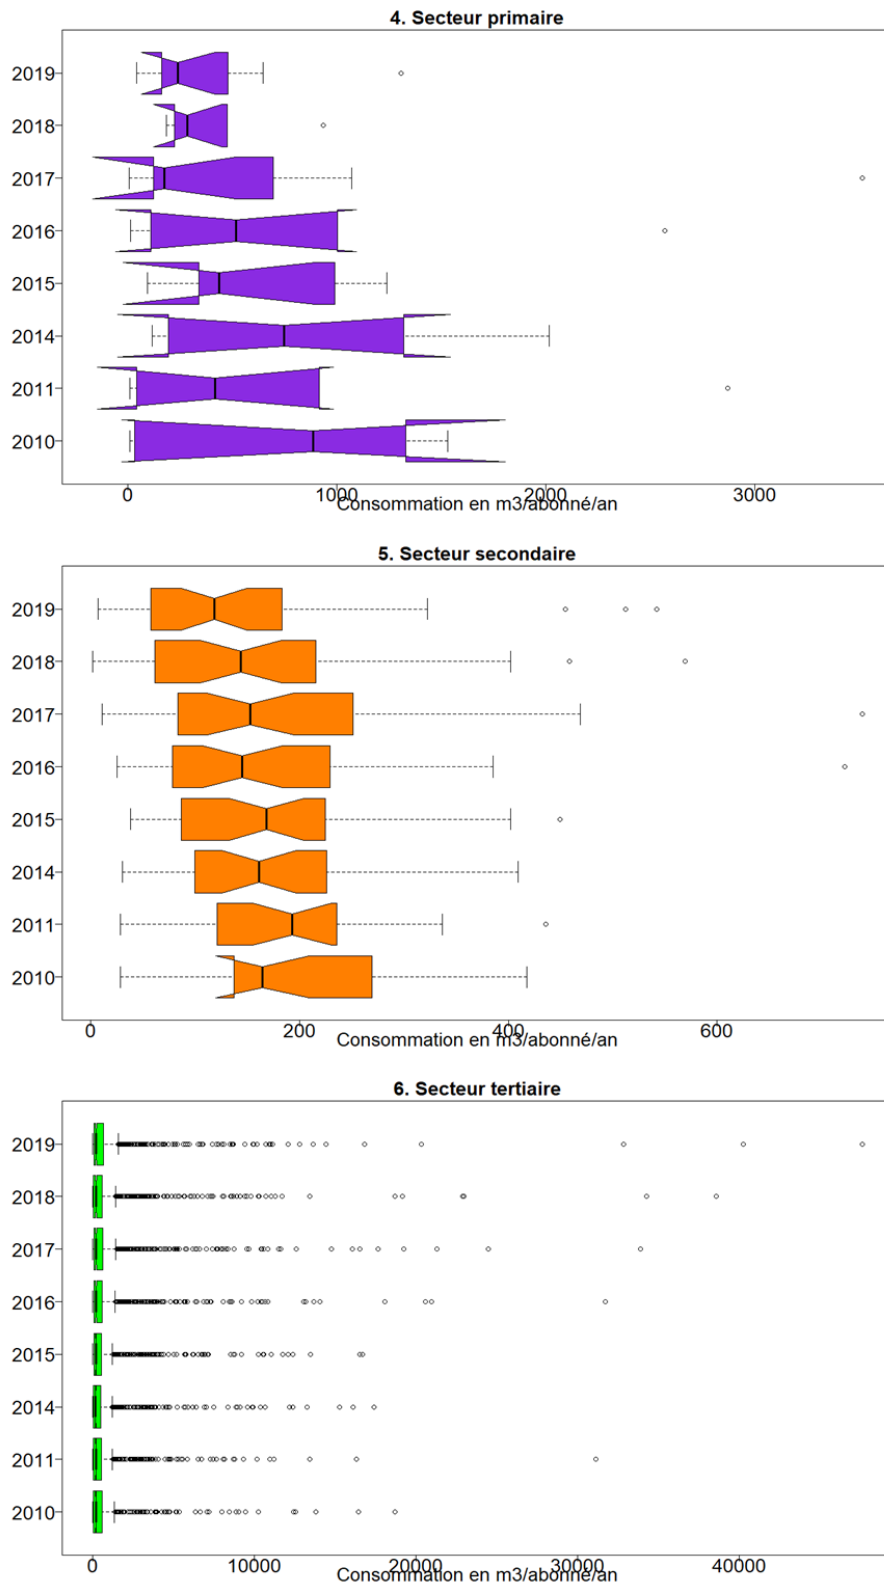 4. Secteur primaire
2019
2018
2017
2016
2015
2014
2011
2010
0 1000 2000 3000
Consommation en m3/abonné/an
5. Secteur secondaire
2019
2018
2017
2016
2015
2014
2011
2010
0 200 400 600
Consommation en m3/abonné/an
6. Secteur tertiaire
2019
2018
2017
2016
2015
2014
2011
2010
0 10000 20000 30000 40000
Consommation en m3/abonné/an